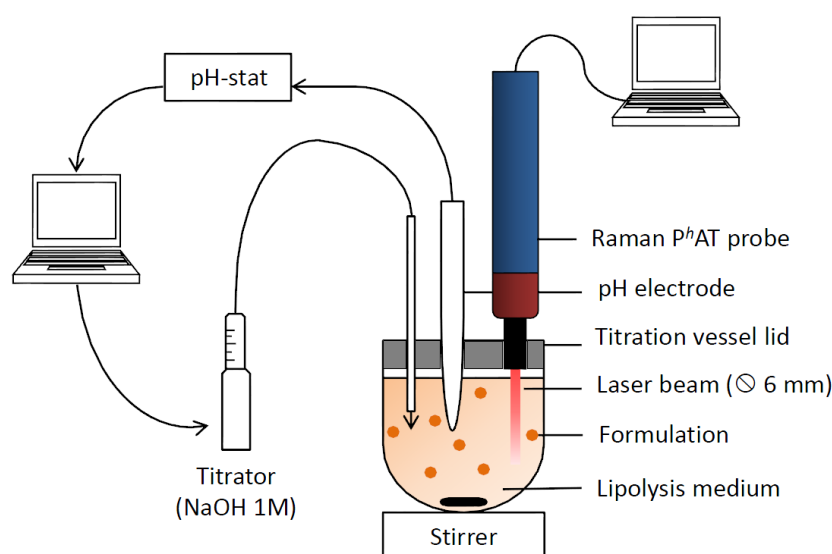 pH-stat
Raman PʰAT probe
pH electrode
Titration vessel lid
Laser beam (⦰ 6 mm)
Formulation
Lipolysis medium
Titrator
(NaOH 1M)
Stirrer